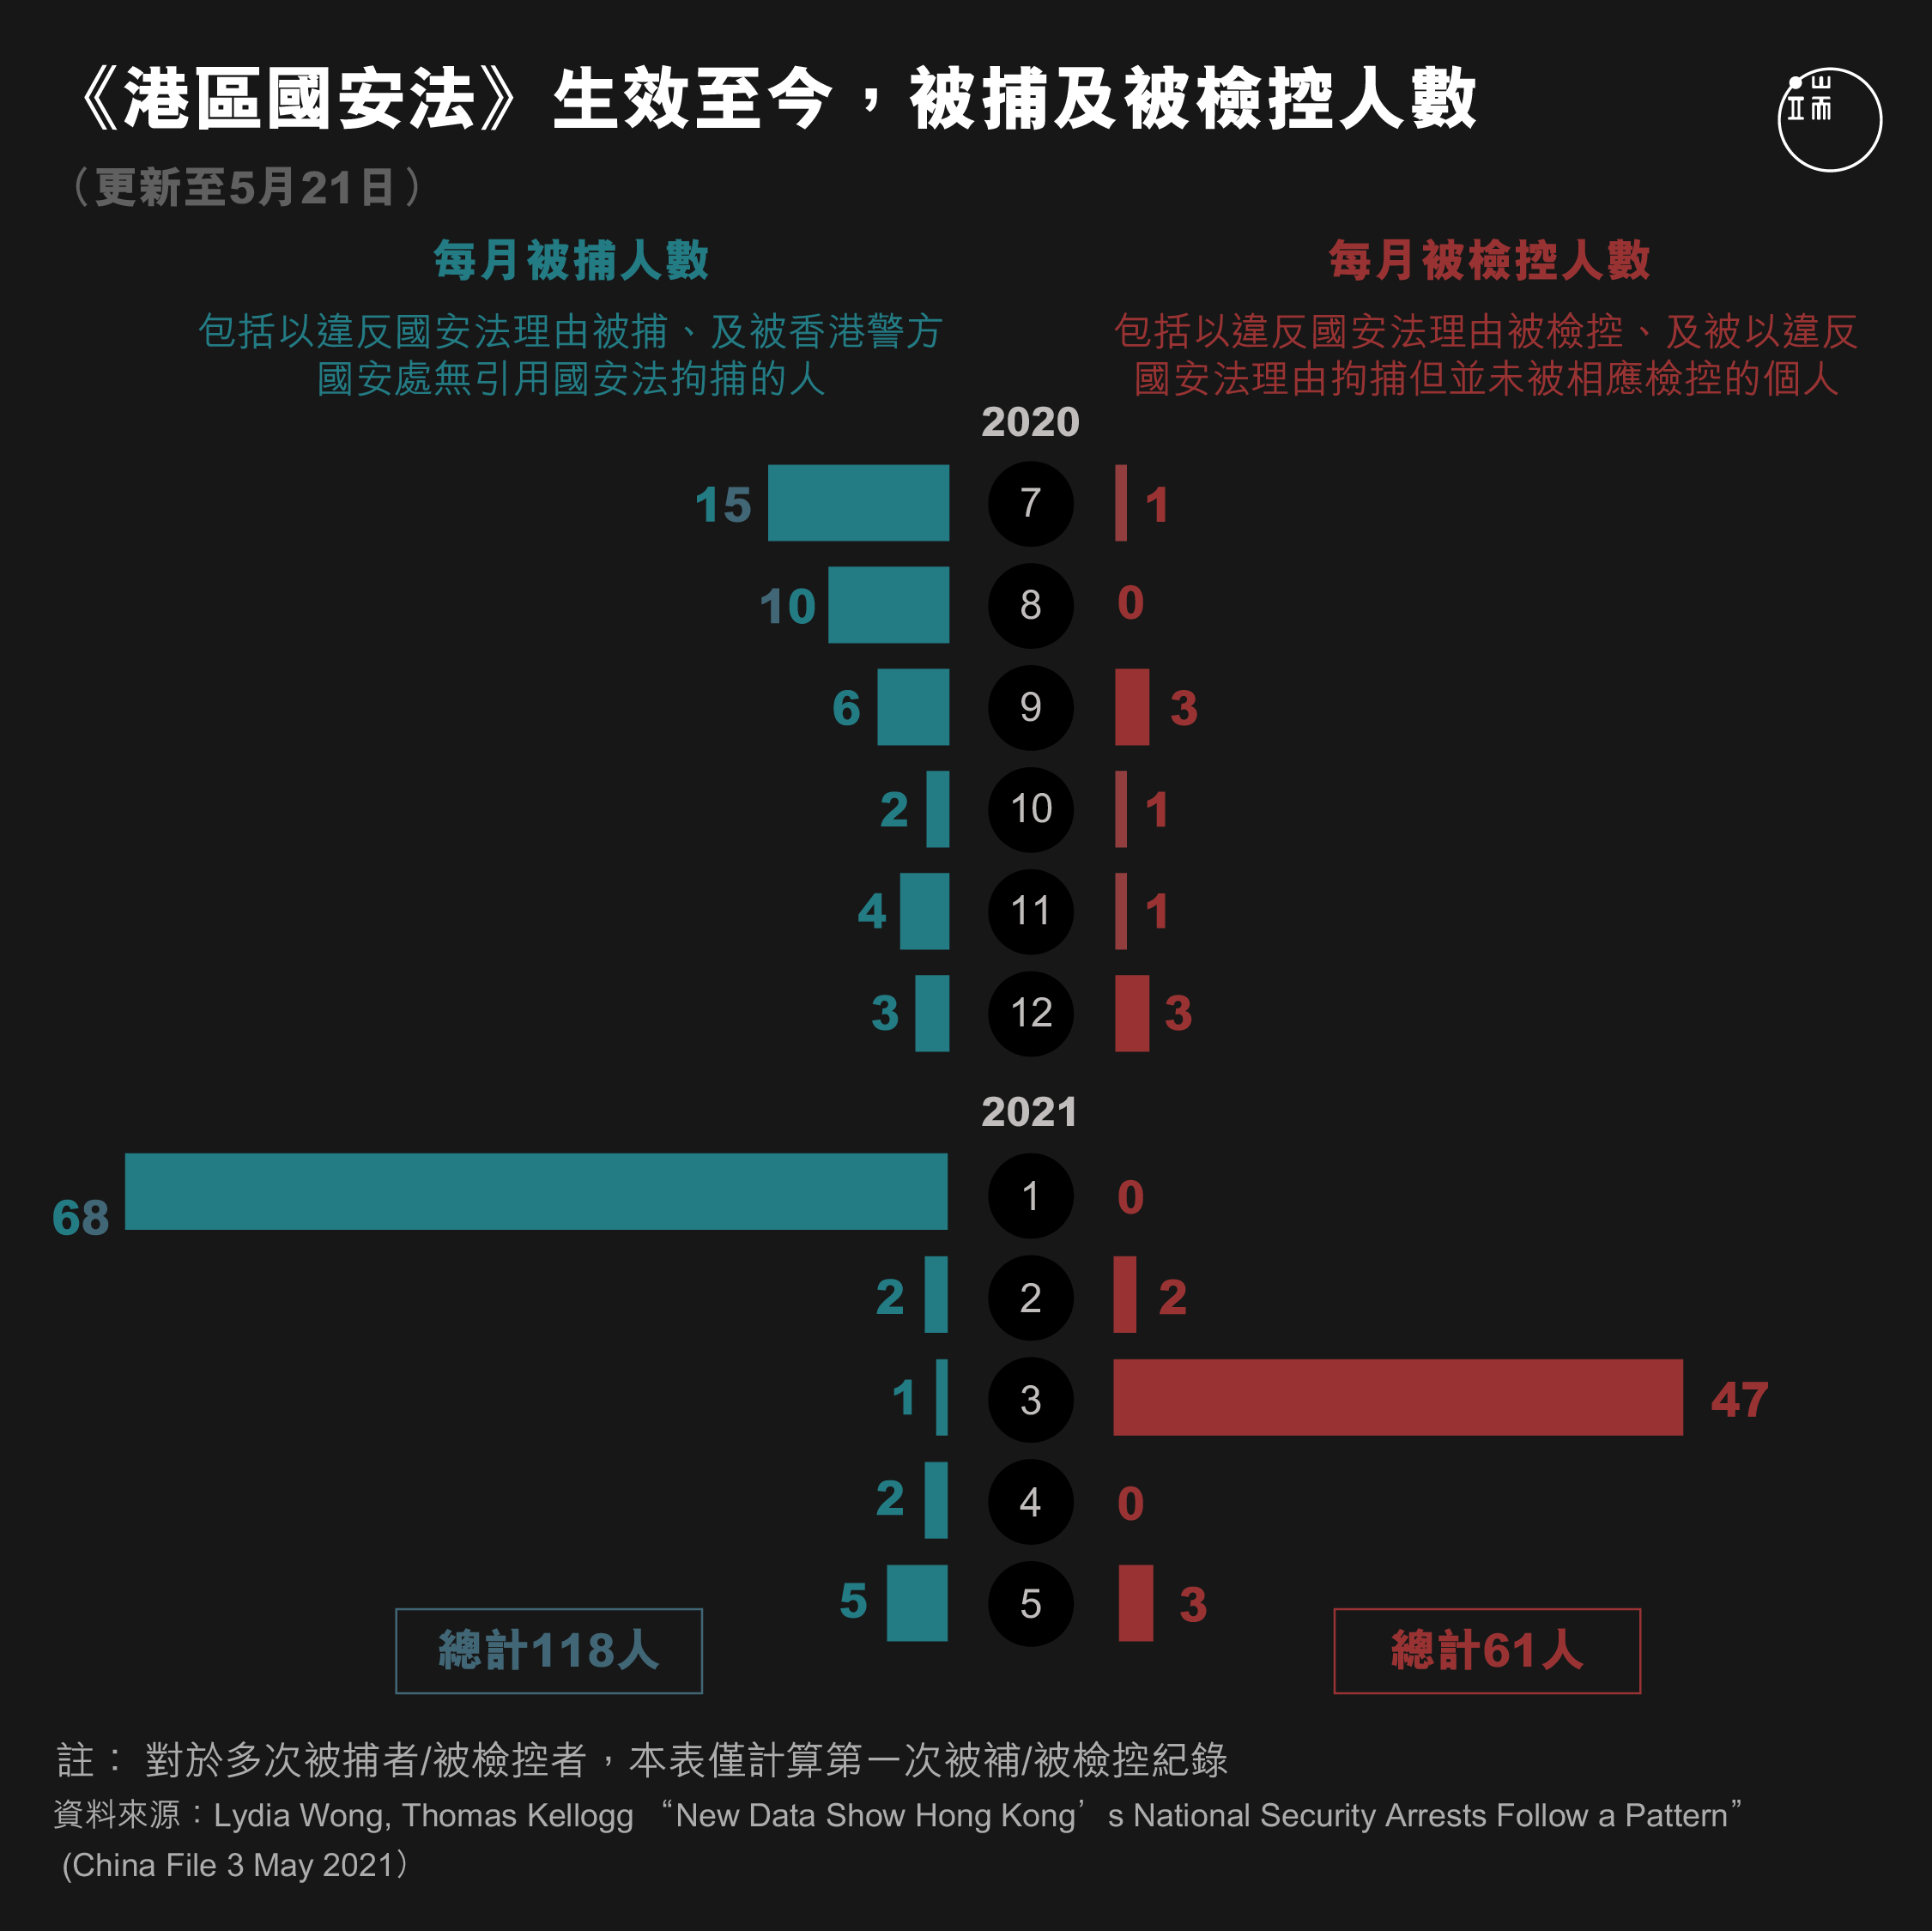 《港區國安法》生效至今，被捕及被檢控人數
端
（更新至5月21日）
每月被捕人數
包括以違反國安法理由被捕、及被香港警方
國安處無引用國安法拘捕的人
每月被檢控人數
包括以違反國安法理由被檢控、及被以違反
國安法理由拘捕但並未被相應檢控的個人
2020
15 7 1
10 8 0
6 9 3
2 10 1
4 11 1
3 12 3
2021
68 1 0
2 2 2
1 3 47
2 4 0
5 5 3
總計118人
總計61人
註： 對於多次被捕者/被檢控者，本表僅計算第一次被補/被檢控紀錄
資料來源：Lydia Wong, Thomas Kellogg “New Data Show Hong Kong’s National Security Arrests Follow a Pattern”
(China File 3 May 2021）